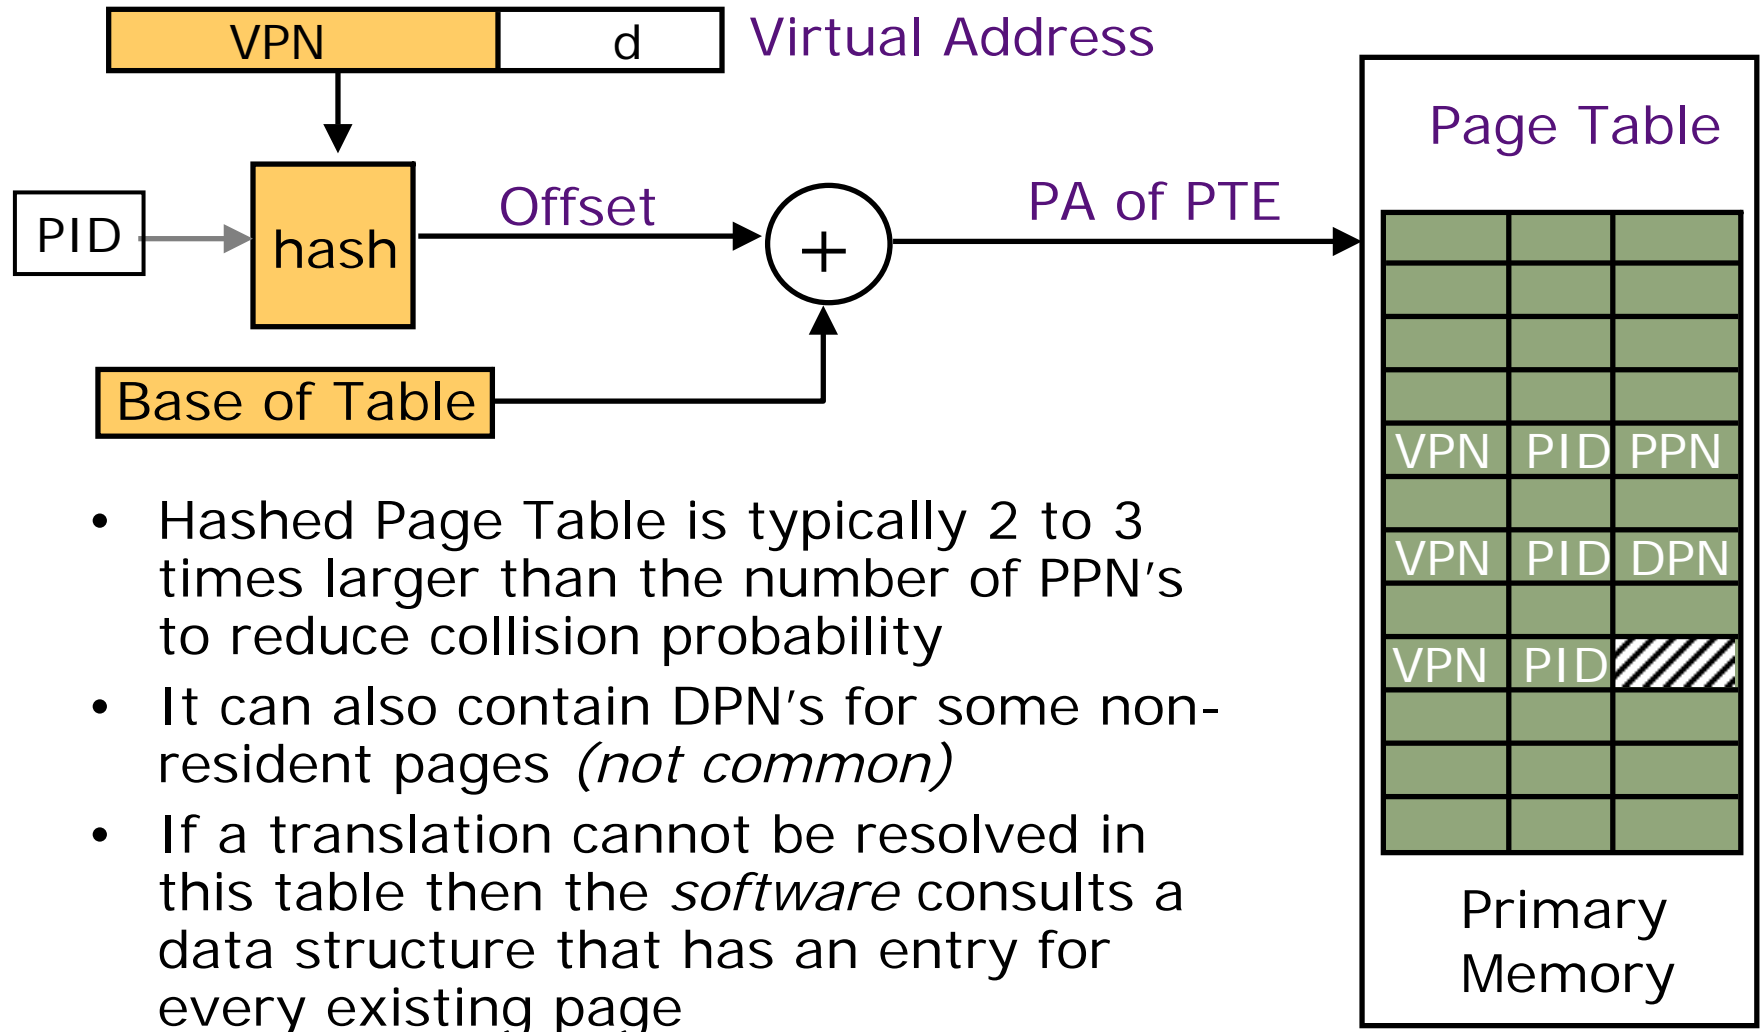 VPN d Virtual Address
Page Table
PID hash Offset + PA of PTE
Base of Table
VPN PID PPN
VPN PID DPN
VPN PID
• Hashed Page Table is typically 2 to 3
times larger than the number of PPN's
to reduce collision probability
• It can also contain DPN's for some non-
resident pages (not common)
• If a translation cannot be resolved in
this table then the software consults a
data structure that has an entry for
every existing page
Primary
Memory